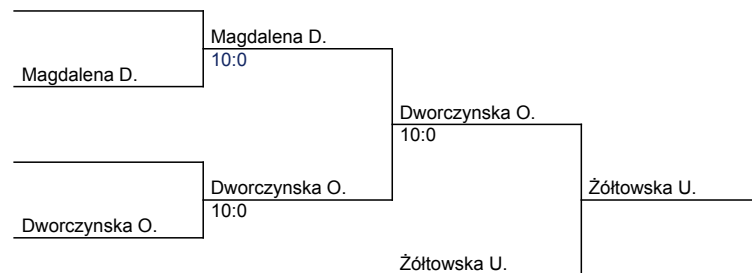 Magdalena D.
10:0
Magdalena D.
Dworczynska O.
10:0
Żółtowska U.
Dworczynska O.
10:0
Dworczynska O.
Żółtowska U.